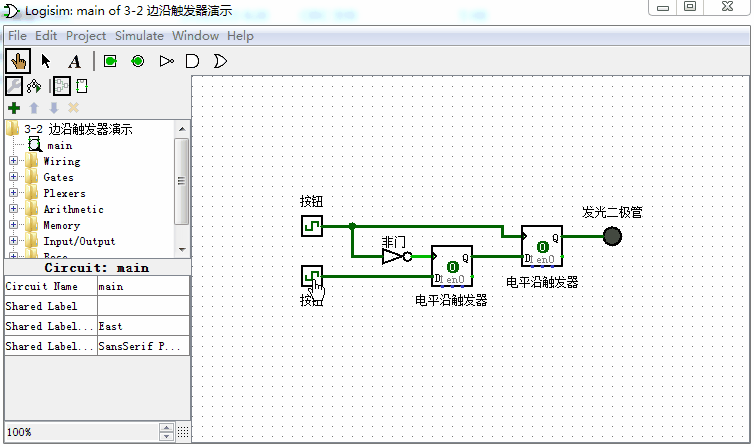 Logisim: main of 3-2 边沿触发器演示
File Edit Project Simulate Window Help
A
3-2 边沿触发器演示
main
Wiring
Gates
Plexers
Arithmetic
Memory
Input/Output
Circuit: main
Circuit Name main
Shared Label
Shared Label... East
Shared Label... SansSerif P...
100%
按钮
发光二极管
非门
Q
0
D 1 en0
电平沿触发器
Q
0
D 1 en0
电平沿触发器
按钮